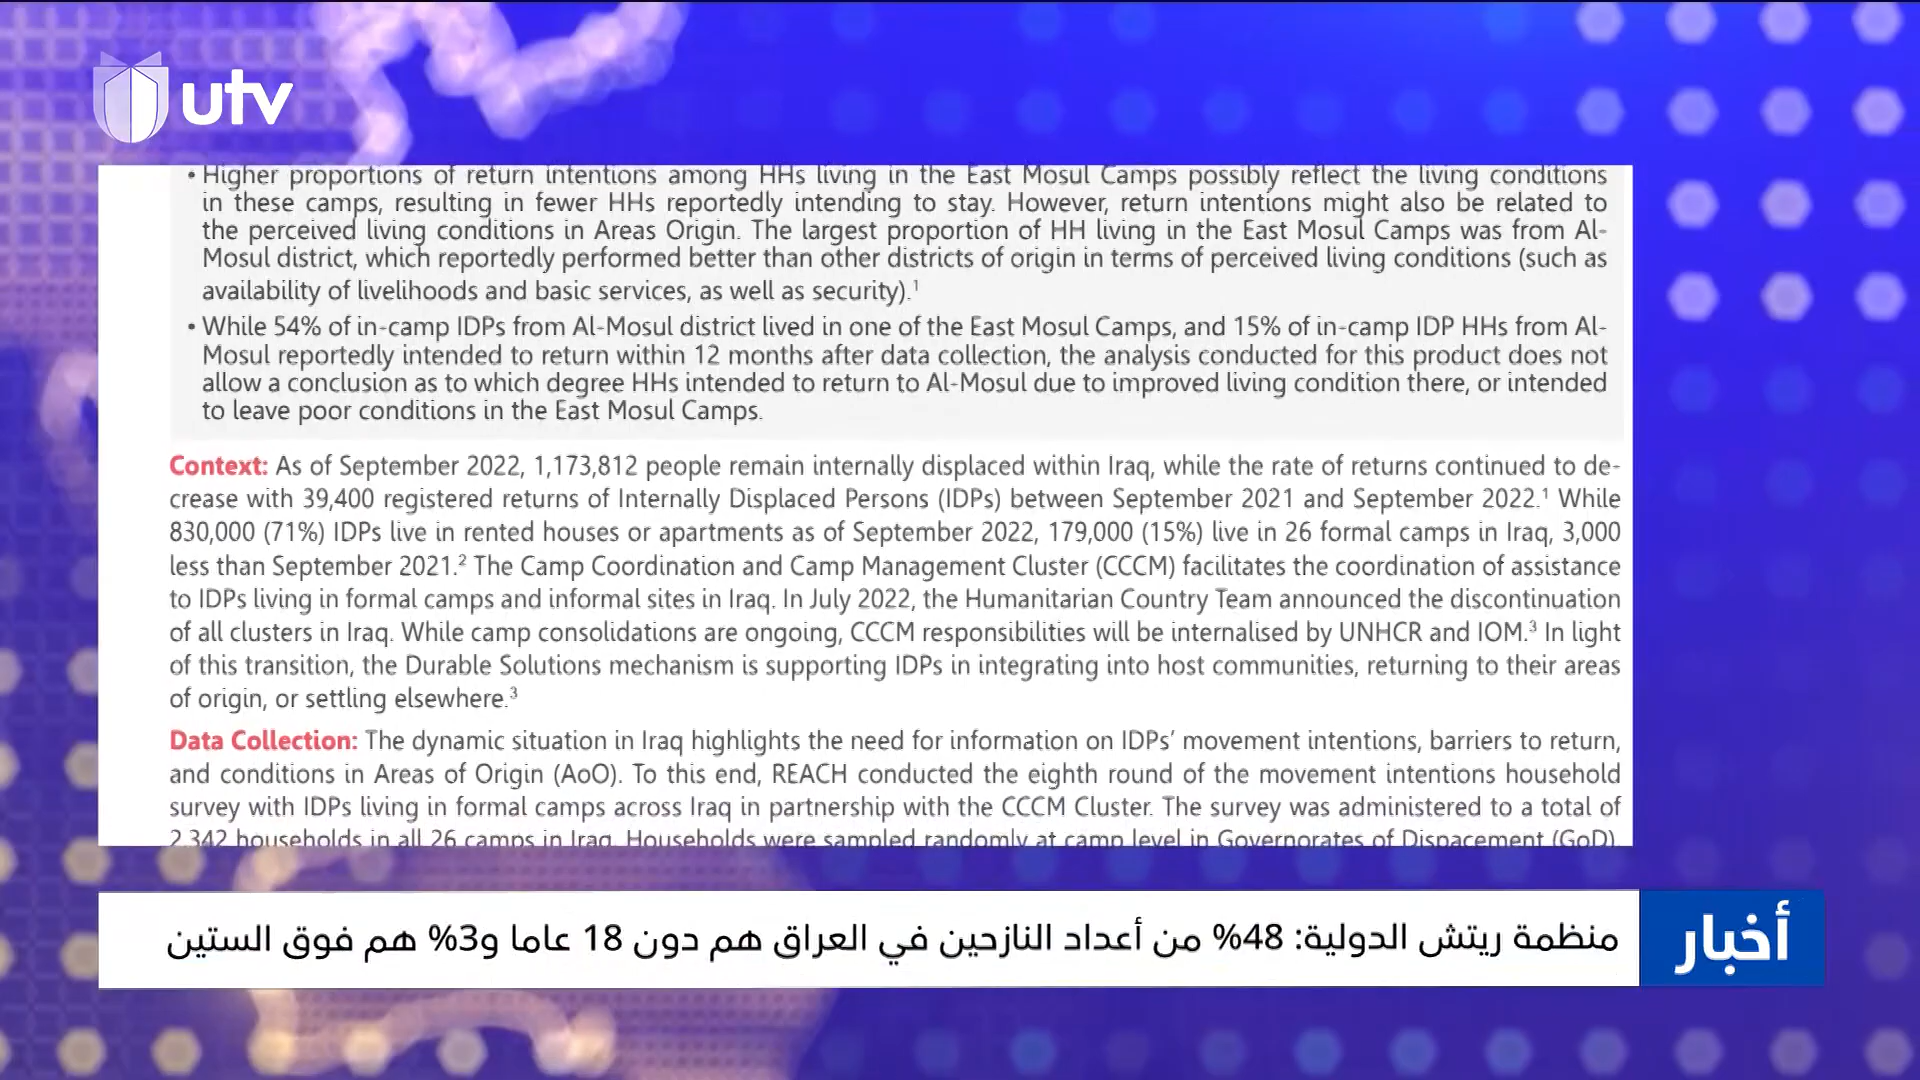 utv
• Higher proportions of return intentions among HHs living in the East Mosul Camps possibly reflect the living conditions
in these camps, resulting in fewer HHs reportedly intending to stay. However, return intentions might also be related to
the perceived living conditions in Areas Origin. The largest proportion of HH living in the East Mosul Camps was from Al-
Mosul district, which reportedly performed better than other districts of origin in terms of perceived living conditions (such as
availability of livelihoods and basic services, as well as security).¹
• While 54% of in-camp IDPs from Al-Mosul district lived in one of the East Mosul Camps, and 15% of in-camp IDP HHs from Al-
Mosul reportedly intended to return within 12 months after data collection, the analysis conducted for this product does not
allow a conclusion as to which degree HHs intended to return to Al-Mosul due to improved living condition there, or intended
to leave poor conditions in the East Mosul Camps.
Context: As of September 2022, 1,173,812 people remain internally displaced within Iraq, while the rate of returns continued to de-
crease with 39,400 registered returns of Internally Displaced Persons (IDPs) between September 2021 and September 2022.¹ While
830,000 (71%) IDPs live in rented houses or apartments as of September 2022, 179,000 (15%) live in 26 formal camps in Iraq, 3,000
less than September 2021.² The Camp Coordination and Camp Management Cluster (CCCM) facilitates the coordination of assistance
to IDPs living in formal camps and informal sites in Iraq. In July 2022, the Humanitarian Country Team announced the discontinuation
of all clusters in Iraq. While camp consolidations are ongoing, CCCM responsibilities will be internalised by UNHCR and IOM.³ In light
of this transition, the Durable Solutions mechanism is supporting IDPs in integrating into host communities, returning to their areas
of origin, or settling elsewhere.³
Data Collection: The dynamic situation in Iraq highlights the need for information on IDPs’ movement intentions, barriers to return,
and conditions in Areas of Origin (AoO). To this end, REACH conducted the eighth round of the movement intentions household
survey with IDPs living in formal camps across Iraq in partnership with the CCCM Cluster. The survey was administered to a total of
2,342 households in all 26 camps in Iraq. Households were sampled randomly at camp level in Governorates of Dispacement (GoD),
أخبار
منظمة ريتش الدولية: 48% من أعداد النازحين في العراق هم دون 18 عاما و3% هم فوق الستين